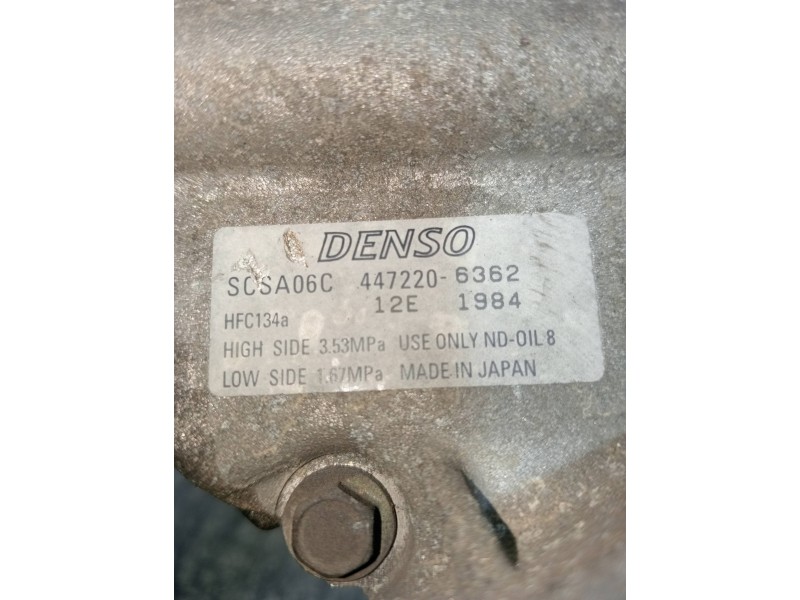 DENSO
SCSA06C 447220-6362
12E 1984
HFC134a
HIGH SIDE 3.53MPa USE ONLY ND-OIL 8
LOW SIDE 1.67MPa MADE IN JAPAN